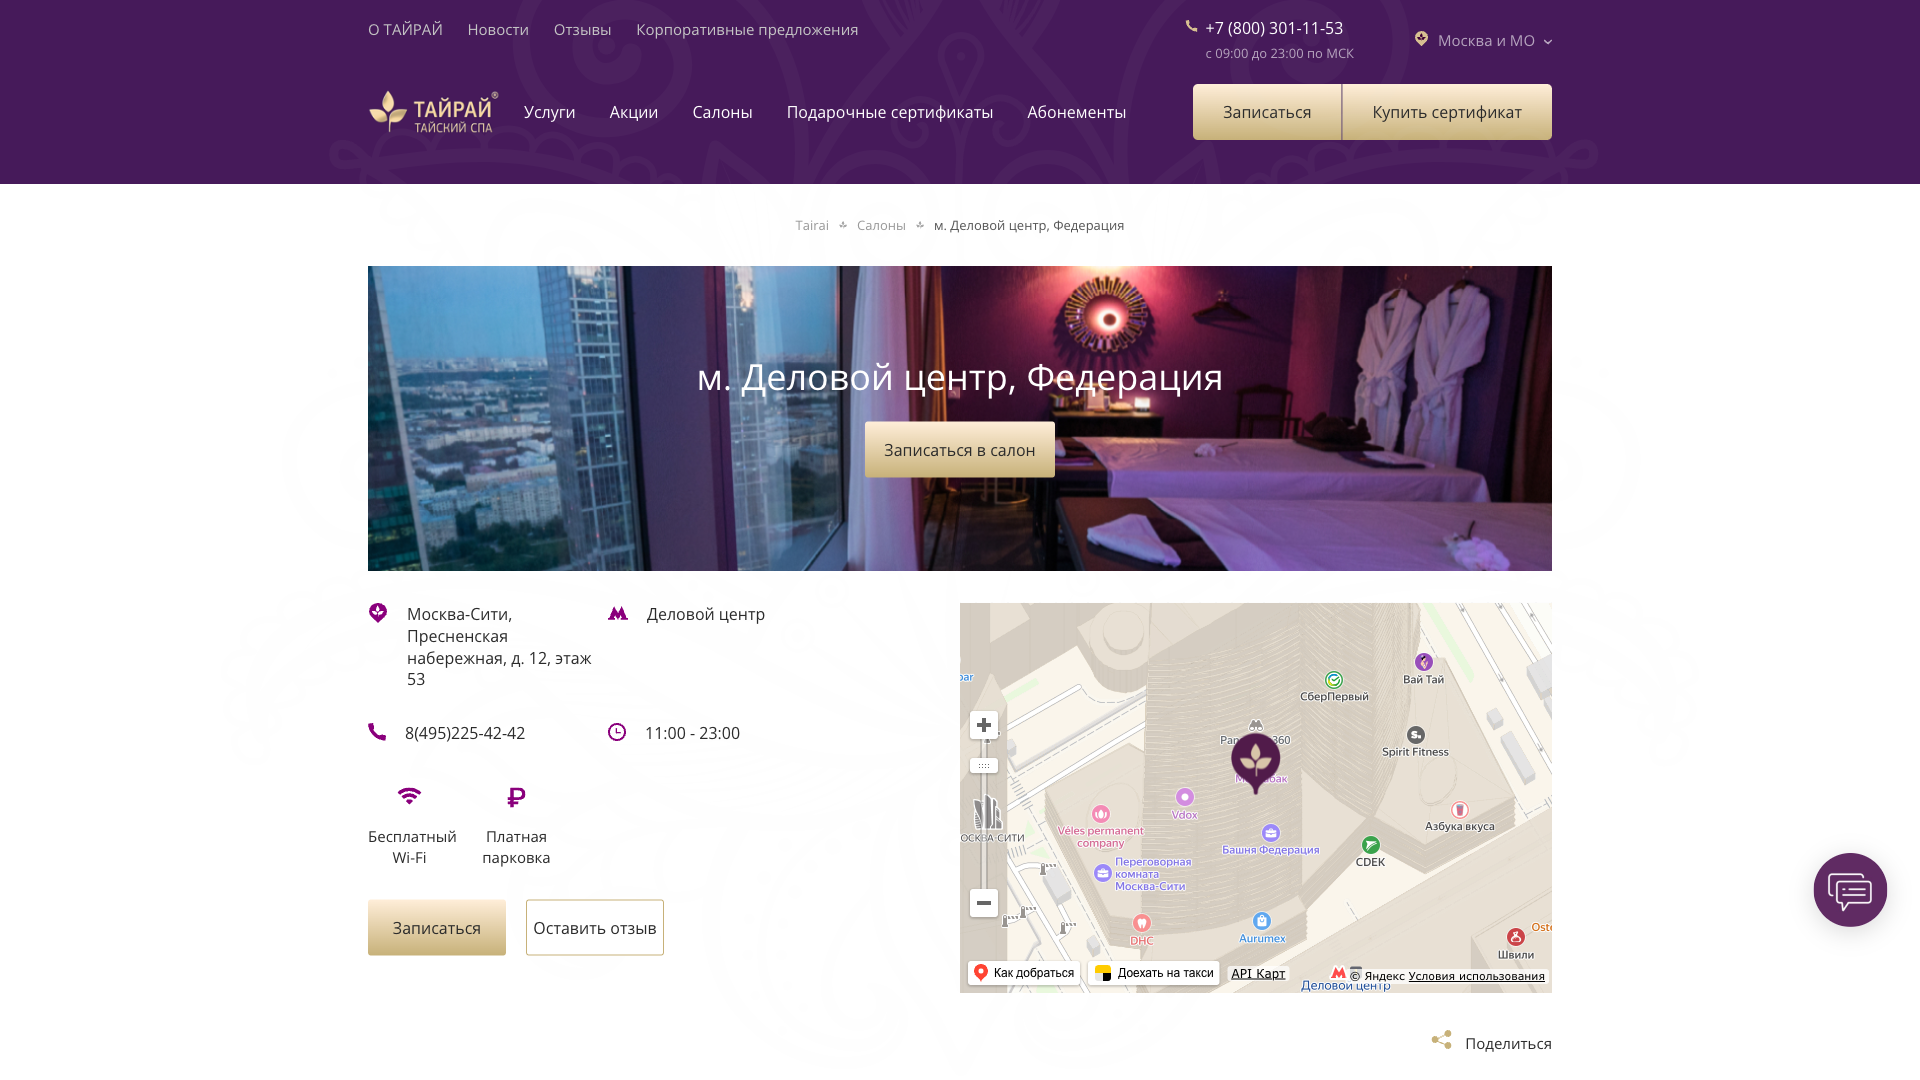 О ТАЙРАЙ
Новости
Отзывы
Корпоративные предложения
+7 (800) 301-11-53
с 09:00 до 23:00 по МСК
Москва и МО
ТАЙРАЙ®
ТАЙСКИЙ СПА
Услуги
Акции
Салоны
Подарочные сертификаты
Абонементы
Записаться
Купить сертификат
Tairai
Салоны
м. Деловой центр, Федерация
м. Деловой центр, Федерация
Записаться в салон
Москва-Сити,
Пресненская
набережная, д. 12, этаж
53
Деловой центр
8(495)225-42-42
11:00 - 23:00
Бесплатный
Wi-Fi
Платная
парковка
Записаться
Оставить отзыв
Вай Тай
СберПервый
Spirit Fitness
360
Vdox
Азбука вкуса
Véles permanent
company
Башня Федерация
CDEK
ОСКВА-СИТИ
Переговорная
комната
Москва-Сити
DHC
Aurumex
Швили
Как добраться
Доехать на такси
API Карт
© Яндекс Условия использования
Деловой центр
Поделиться